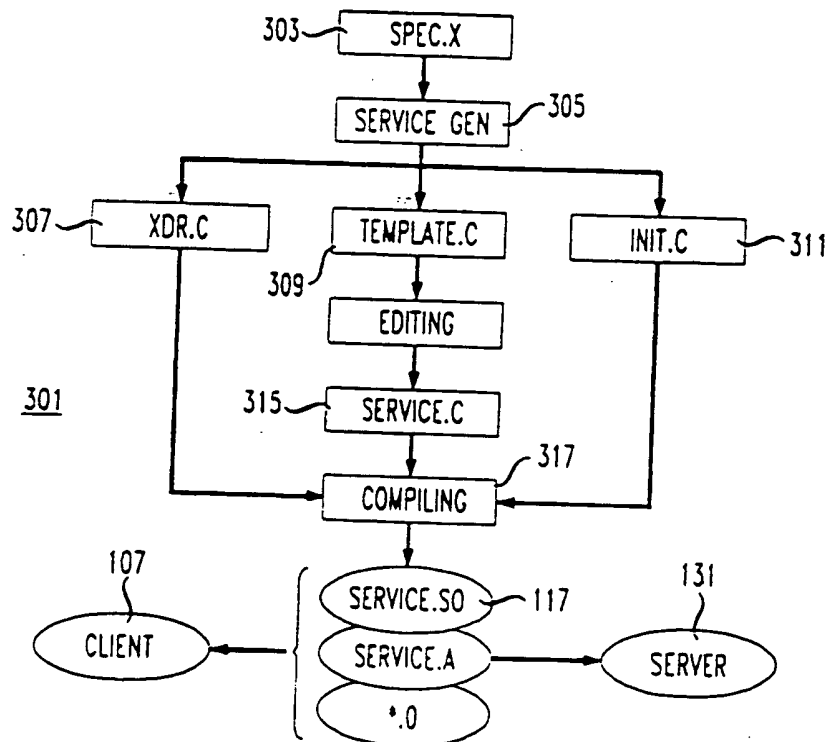 303
SPEC.X
SERVICE GEN
305
307
XDR.C
TEMPLATE.C
309
INIT.C
311
EDITING
301
315
SERVICE.C
317
COMPILING
107
CLIENT
SERVICE.SO
117
SERVICE.A
*.O
131
SERVER